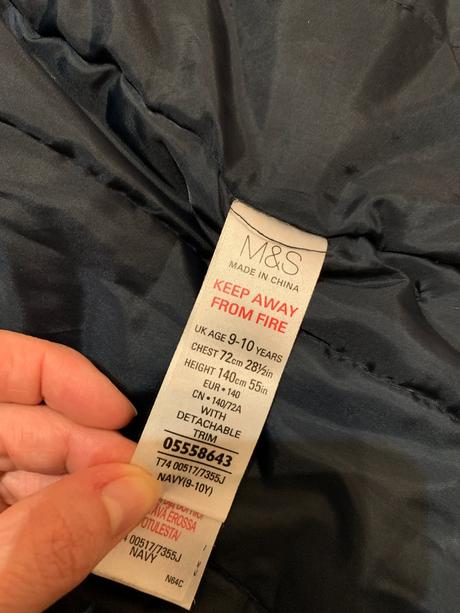 M&S
MADE IN CHINA
KEEP AWAY
FROM FIRE
UK AGE 9-10 YEARS
CHEST 72cm 28½in
HEIGHT 140cm 55in
EUR • 140
CN • 140/72A
WITH
DETACHABLE
TRIM
05558643
T74 00517/7355J
NAVY(9-10Y)
EROSSA
00517/7355J
NAVY
N64C